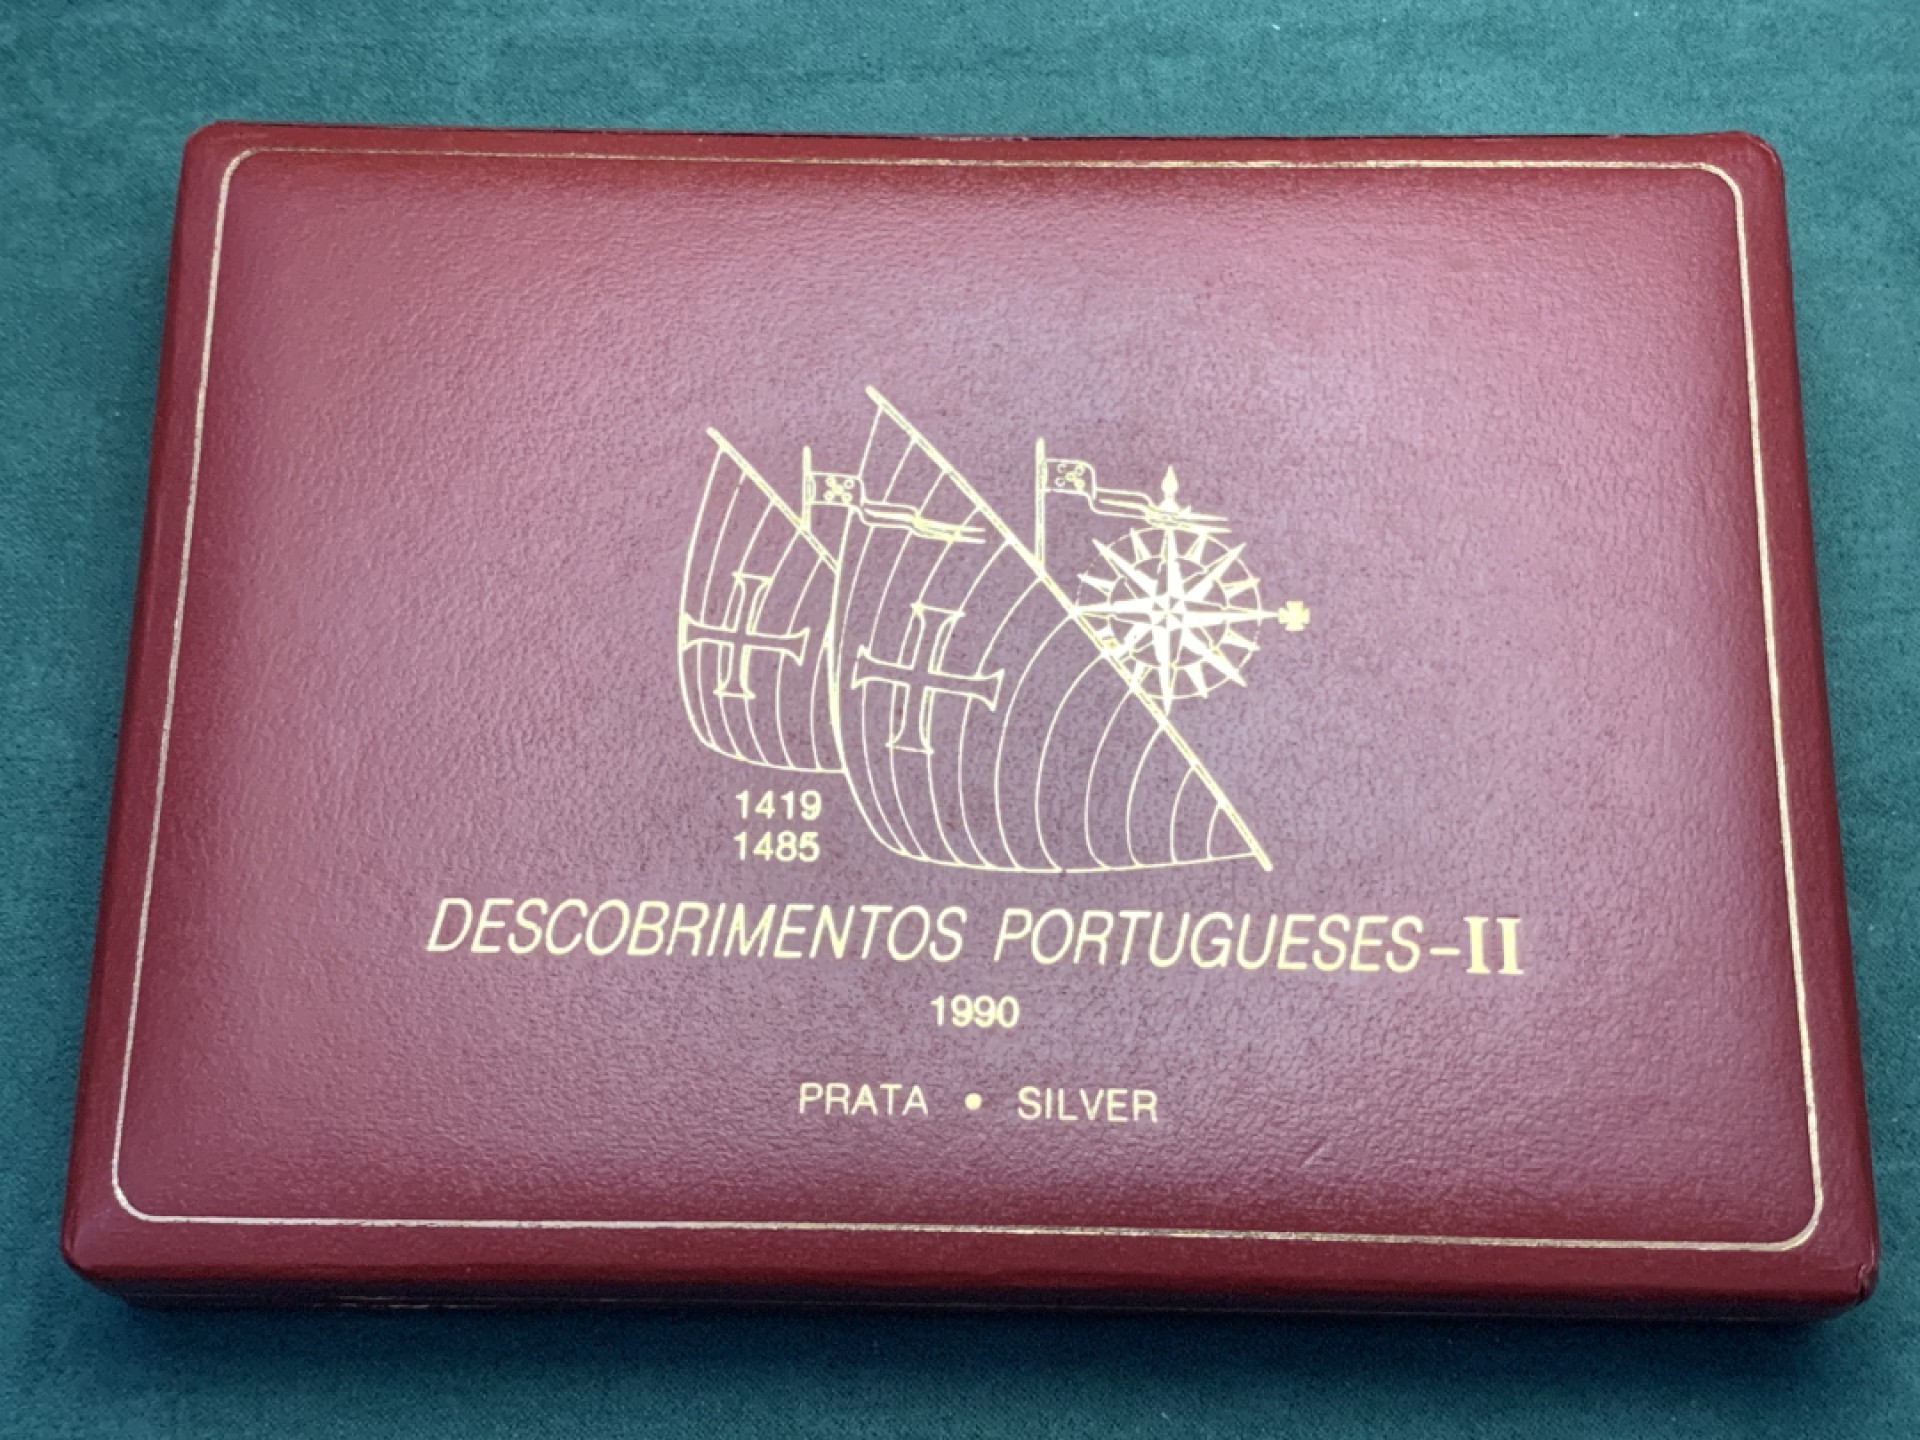 1419
1485
DESCOBRIMENTOS PORTUGUESES-II
1990
PRATA • SILVER